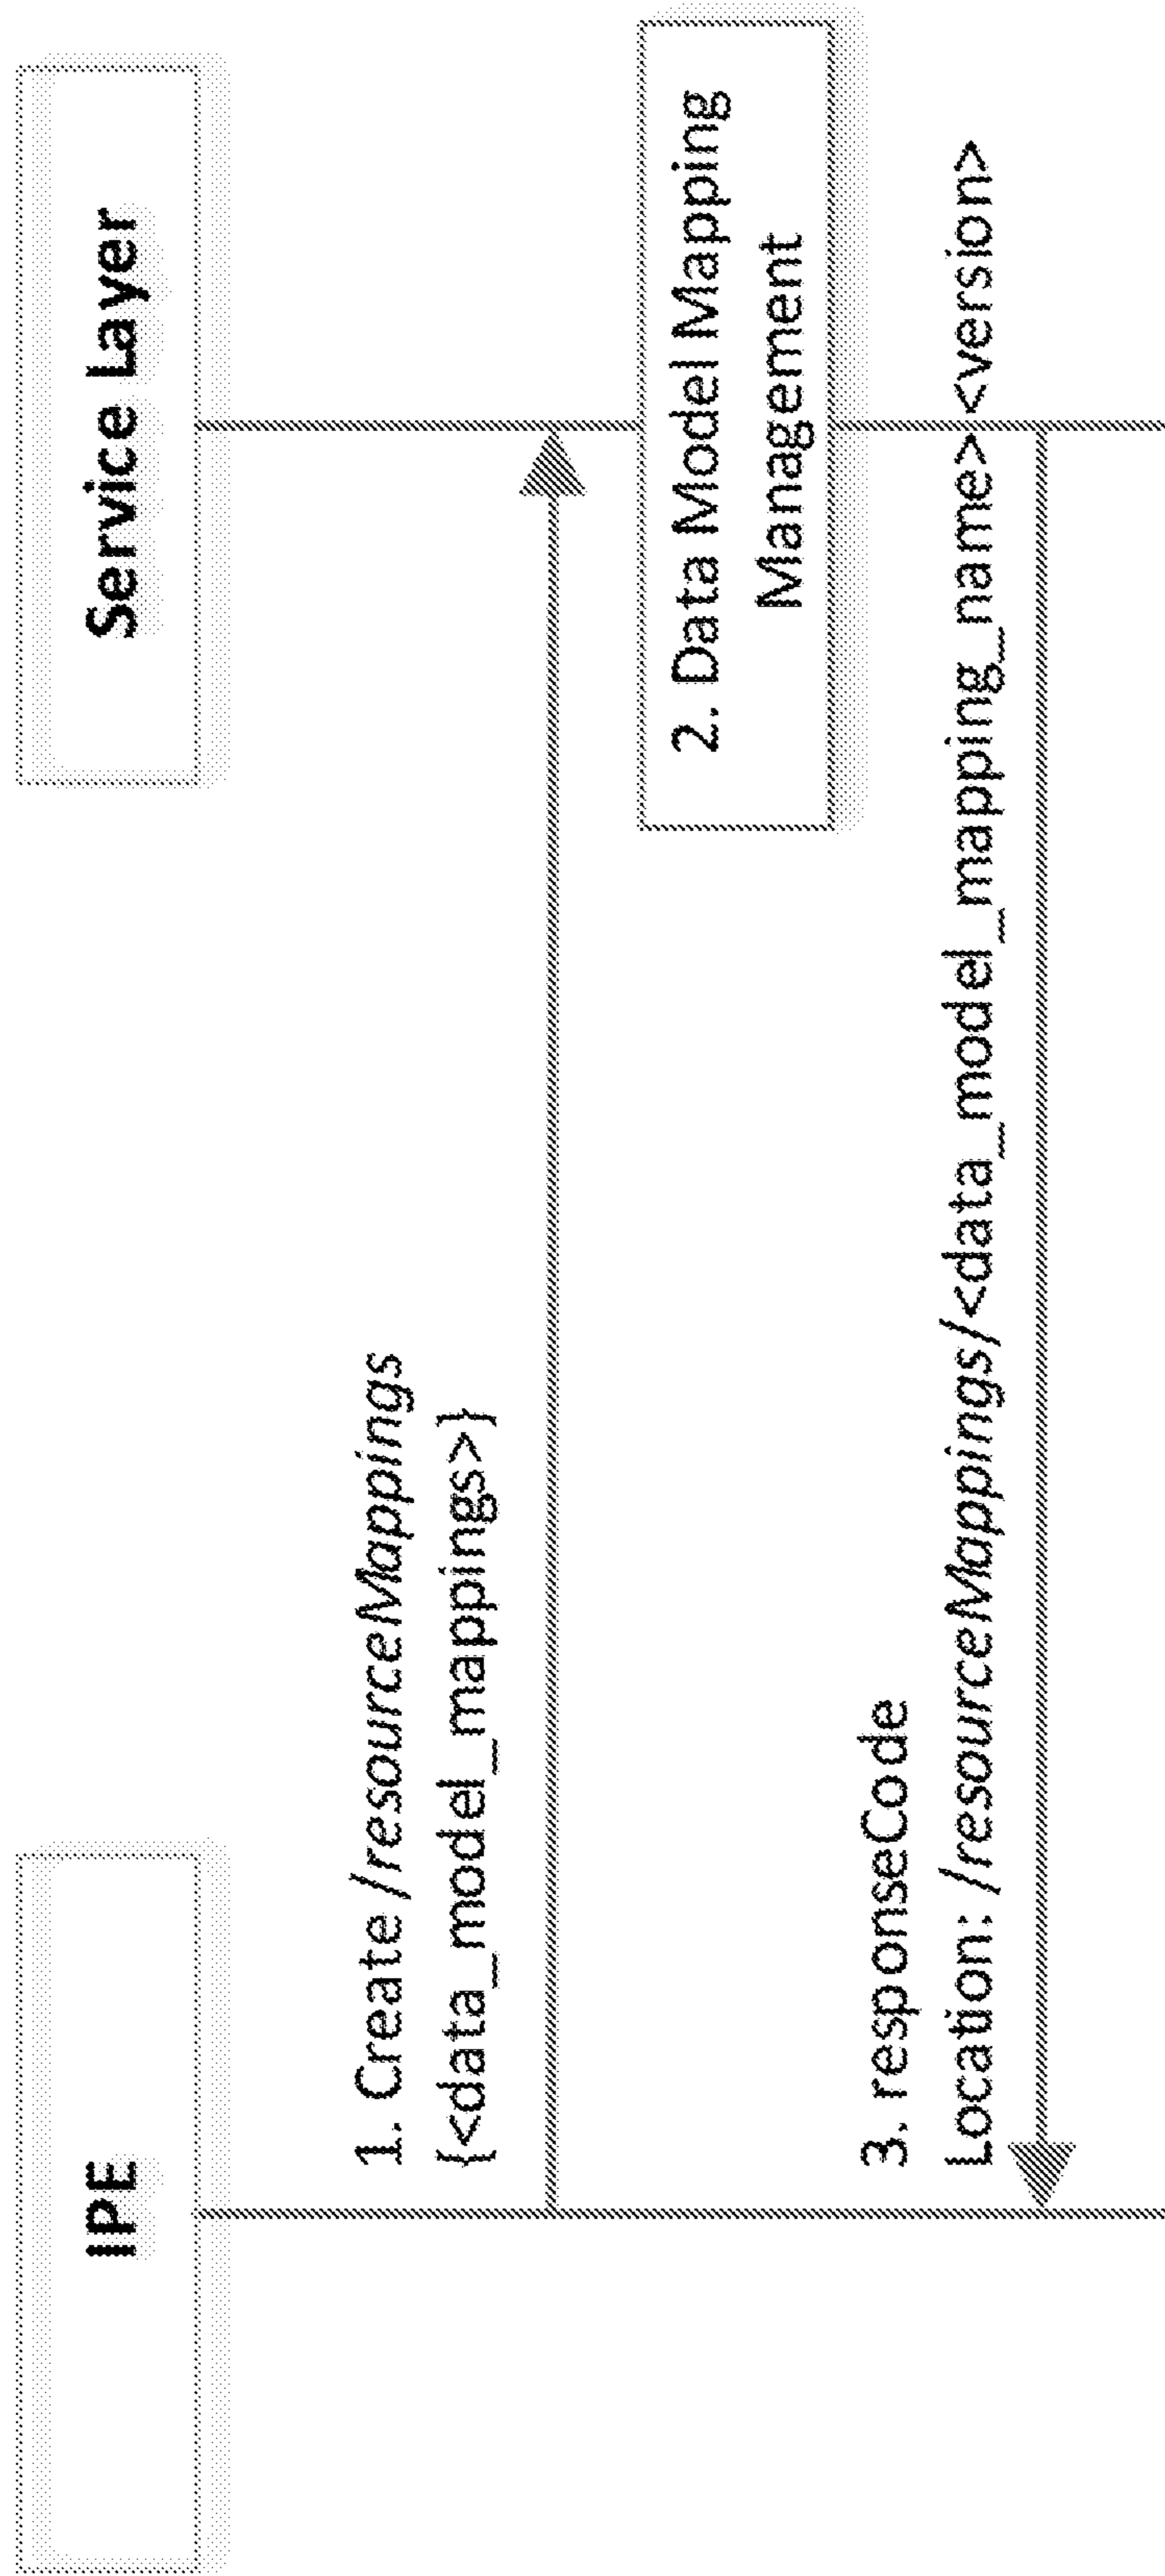 IPE
Service Layer
1. Create /resourceMappings
{<data_model_mappings>}
2. Data Model Mapping
Management
3. responseCode
Location: /resourceMappings/<data_model_mapping_name><version>